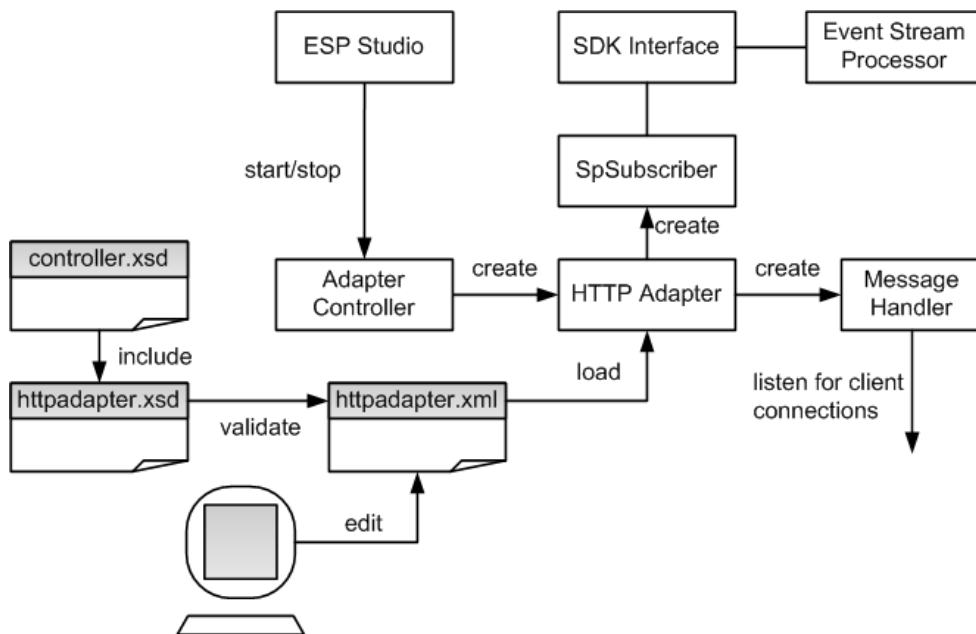 ESP Studio
SDK Interface
Event Stream
Processor
start/stop
SpSubscriber
create
controller.xsd
Adapter
Controller
create
HTTP Adapter
create
Message
Handler
include
load
listen for client
connections
httpadapter.xsd
validate
httpadapter.xml
edit